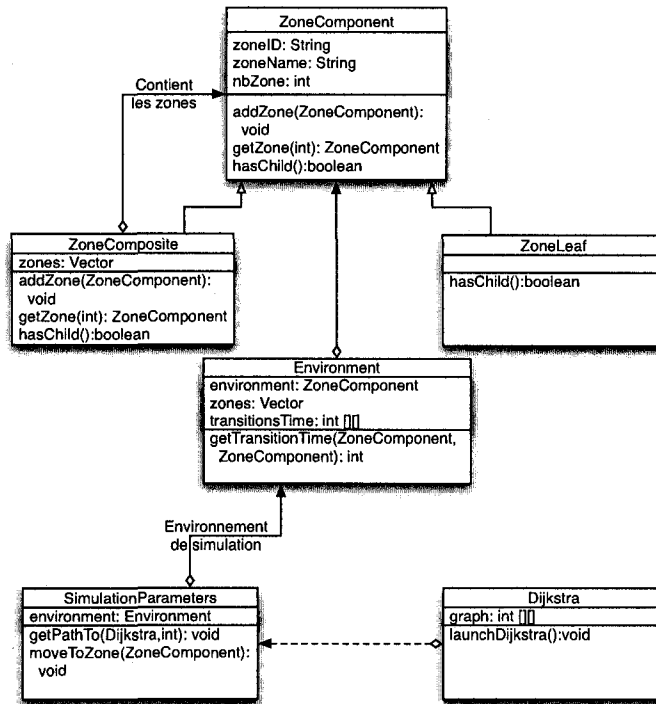 ZoneComponent
zoneID: String
zoneName: String
nbZone: int
addZone(ZoneComponent):
void
getZone(int): ZoneComponent
hasChild():boolean
Contient
les zones
ZoneComposite
zones: Vector
addZone(ZoneComponent):
void
getZone(int): ZoneComponent
hasChild():boolean
ZoneLeaf
hasChild():boolean
Environment
environment: ZoneComponent
zones: Vector
transitionsTime: int [][]
getTransitionTime(ZoneComponent,
ZoneComponent): int
Environnement
de simulation
SimulationParameters
environment: Environment
getPathTo(Dijkstra,int): void
moveToZone(ZoneComponent):
void
Dijkstra
graph: int [][]
launchDijkstra():void